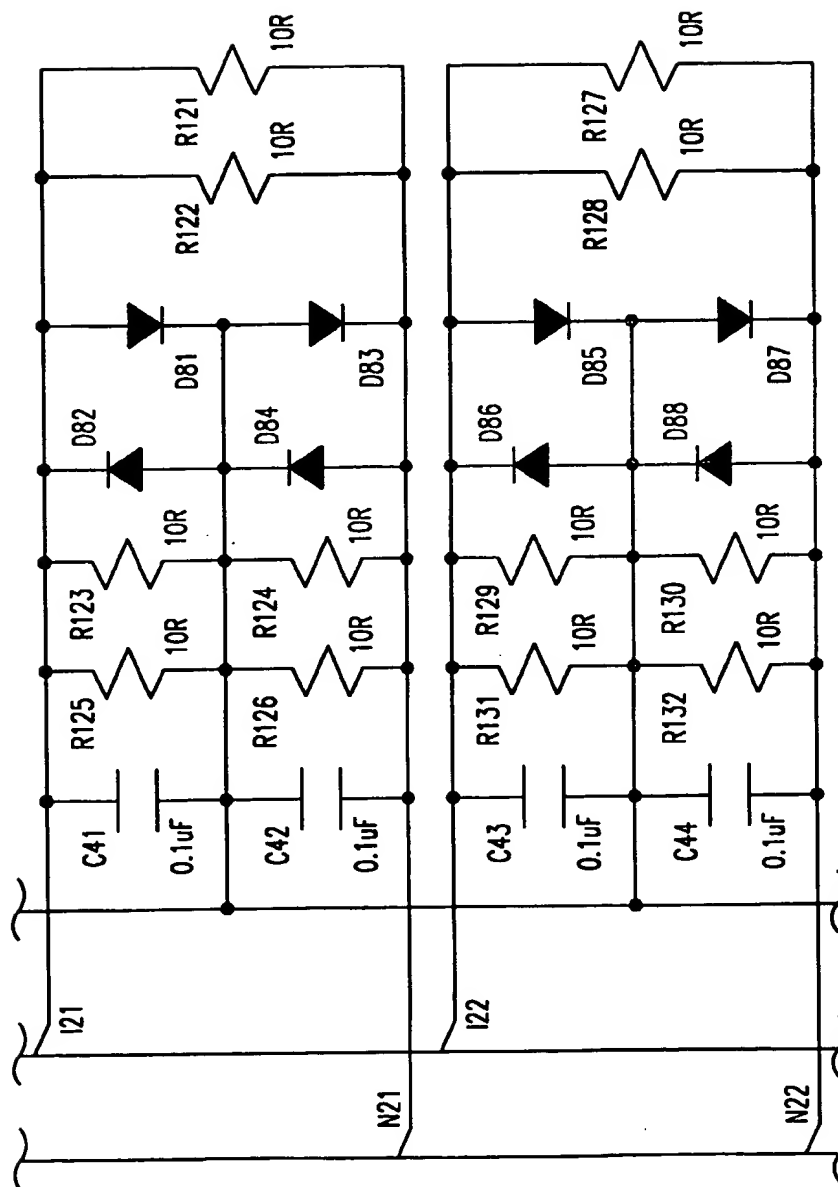 10R
R121
10R
R122
D81
D83
D82
D84
10R
R123
10R
R124
10R
R125
10R
R126
C41
0.1uF
C42
0.1uF
I21
N21
10R
R127
10R
R128
D85
D87
D86
D88
10R
R129
10R
R130
10R
R131
10R
R132
C43
0.1uF
C44
0.1uF
I22
N22